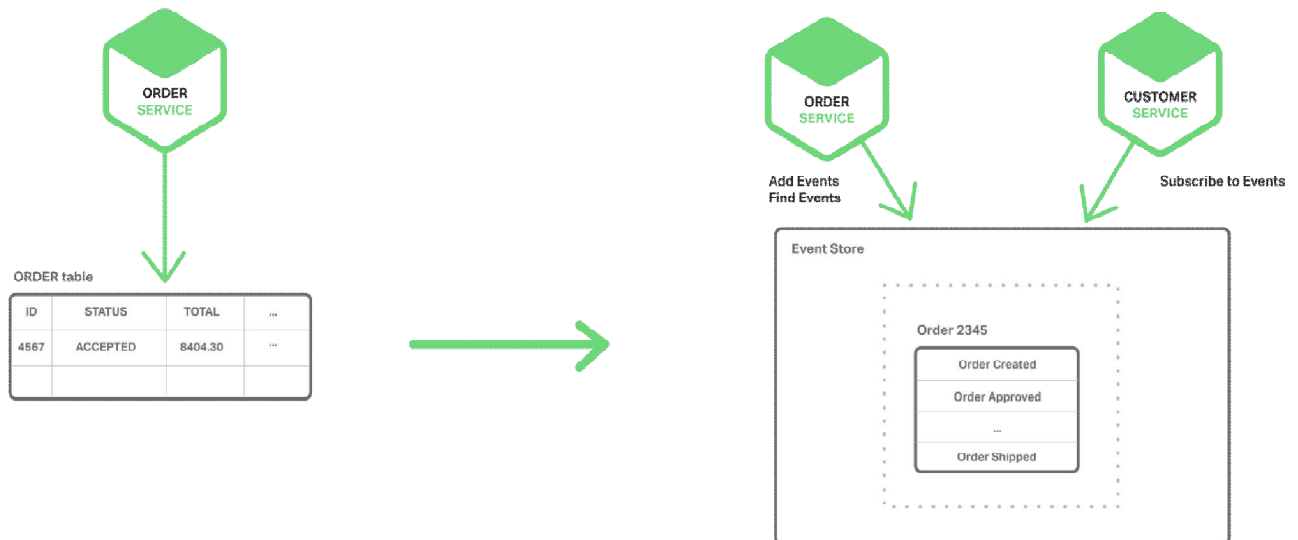 ORDER
SERVICE
ORDER table
ID STATUS TOTAL ...
4567 ACCEPTED 8404.30 ...
ORDER
SERVICE
CUSTOMER
SERVICE
Add Events
Find Events
Subscribe to Events
Event Store
Order 2345
Order Created
Order Approved
...
Order Shipped